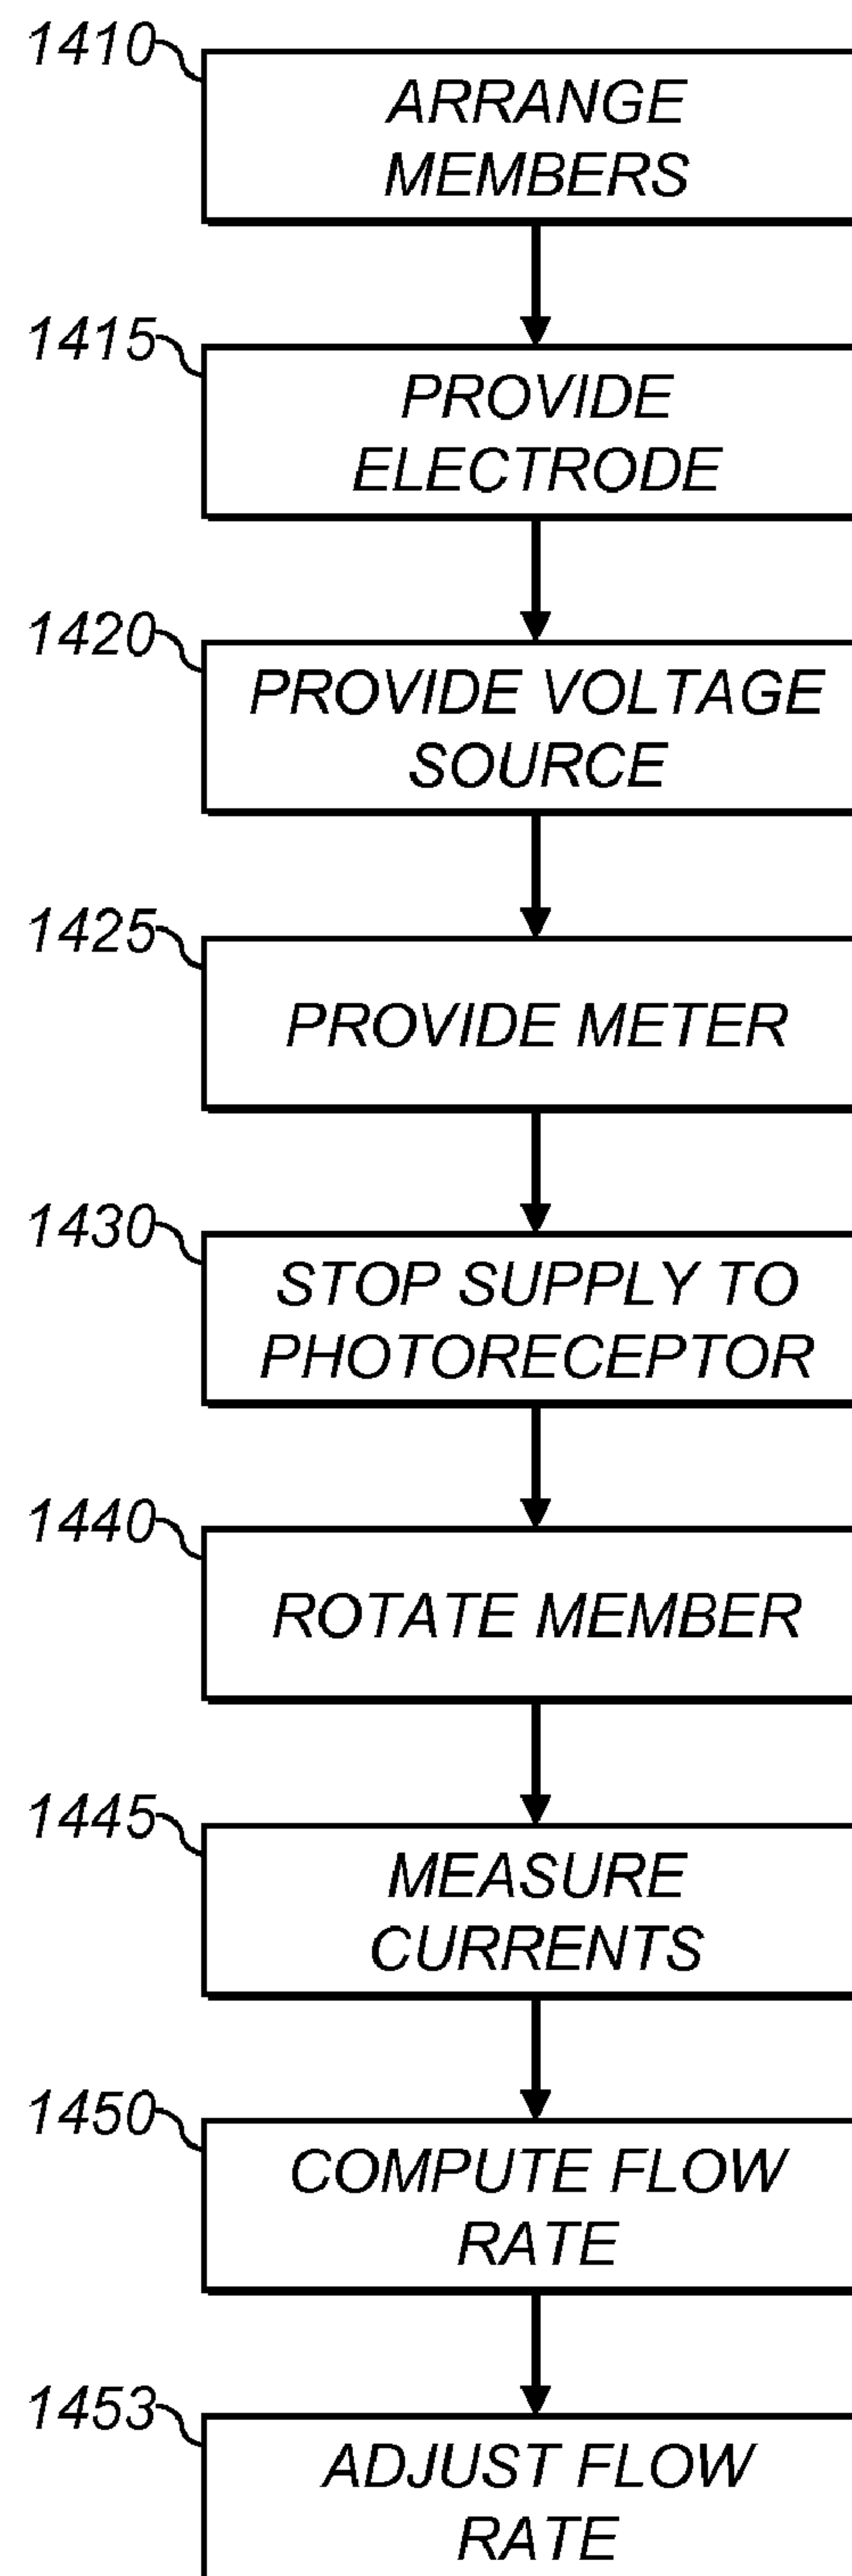 1410
ARRANGE
MEMBERS
1415
PROVIDE
ELECTRODE
1420
PROVIDE VOLTAGE
SOURCE
1425
PROVIDE METER
1430
STOP SUPPLY TO
PHOTORECEPTOR
1440
ROTATE MEMBER
1445
MEASURE
CURRENTS
1450
COMPUTE FLOW
RATE
1453
ADJUST FLOW
RATE